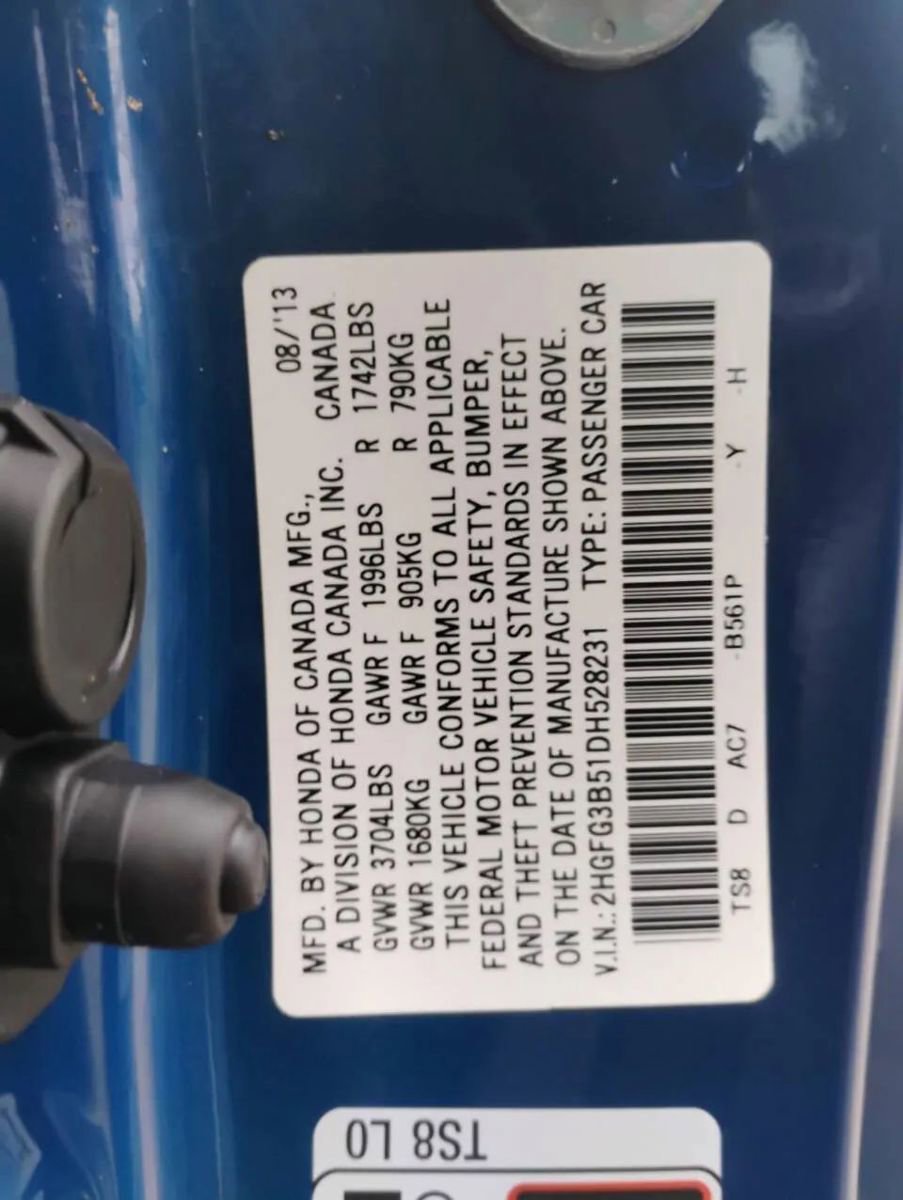 MFD. BY HONDA OF CANADA MFG., 08/'13
A DIVISION OF HONDA CANADA INC. CANADA
GVWR 3704LBS GAWR F 1996LBS R 1742LBS
GVWR 1680KG GAWR F 905KG R 790KG
THIS VEHICLE CONFORMS TO ALL APPLICABLE
FEDERAL MOTOR VEHICLE SAFETY, BUMPER,
AND THEFT PREVENTION STANDARDS IN EFFECT
ON THE DATE OF MANUFACTURE SHOWN ABOVE.
V.I.N.: 2HGFG3B51DH528231 TYPE: PASSENGER CAR
TS8 D AC7 -B561P -Y -H
TS8 L0